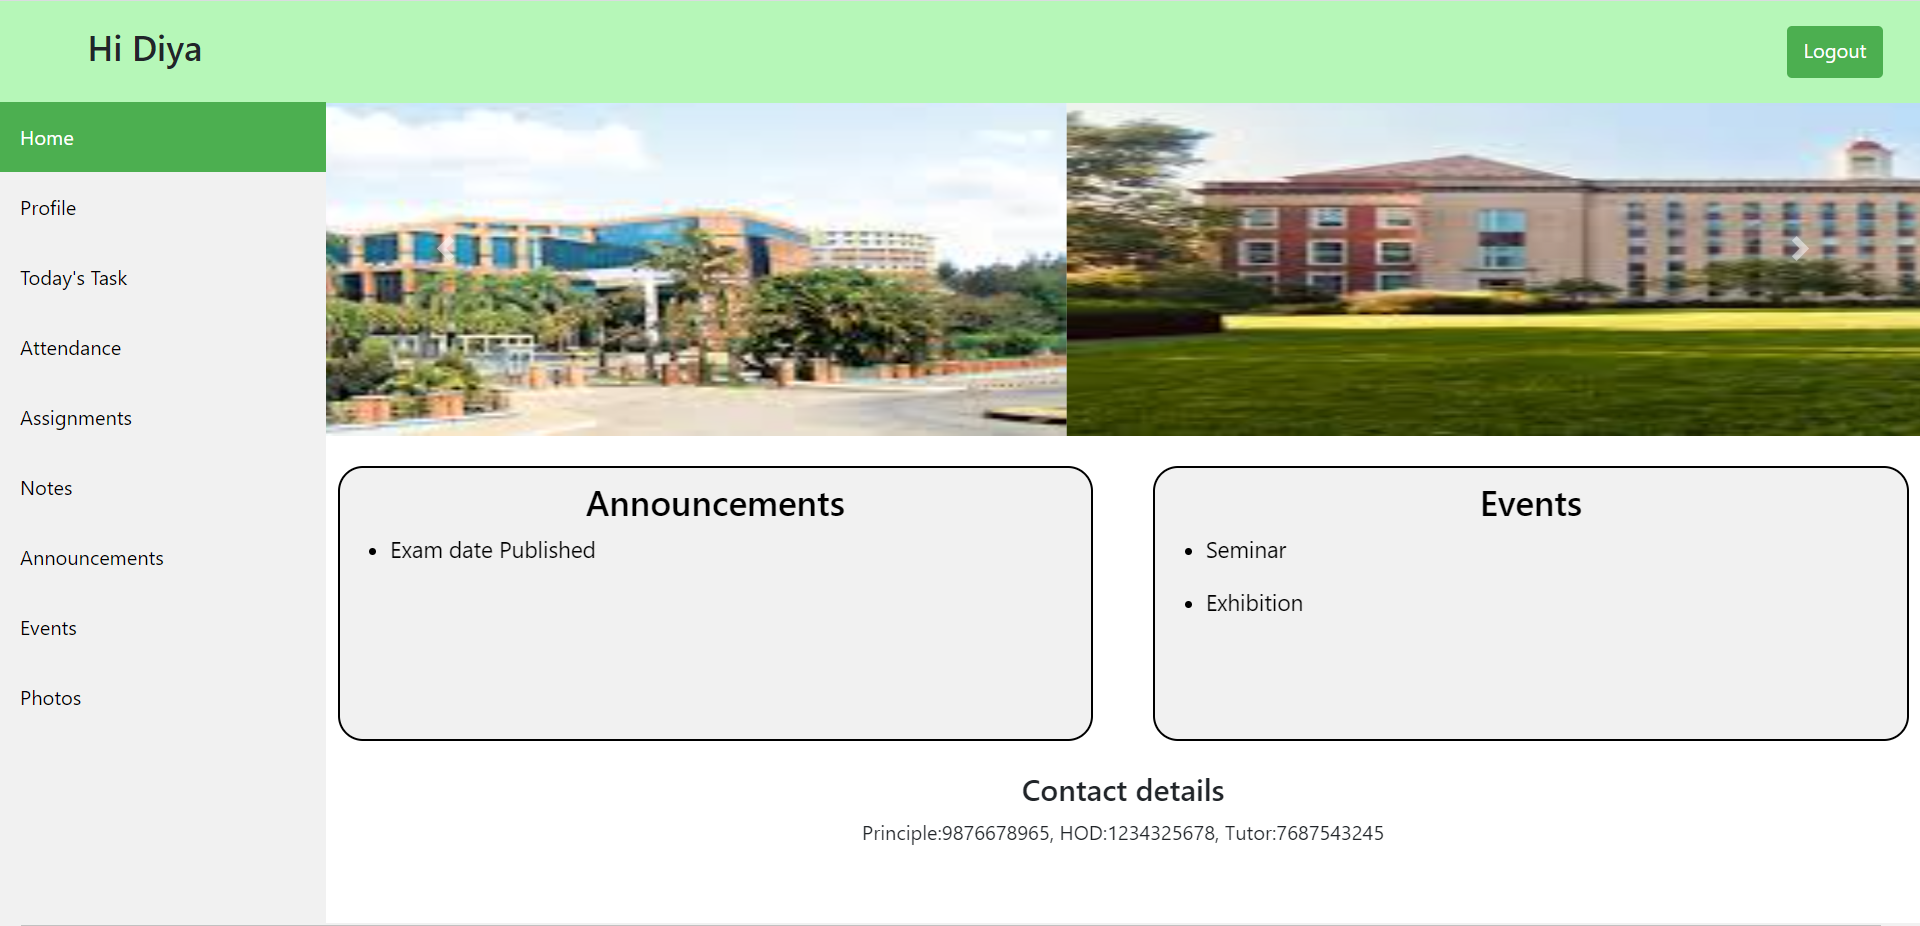 Hi Diya
Logout
Home
Profile
Today's Task
Attendance
Assignments
Notes
Announcements
Events
Photos
Announcements
Exam date Published
Events
Seminar
Exhibition
Contact details
Principle:9876678965, HOD:1234325678, Tutor:7687543245